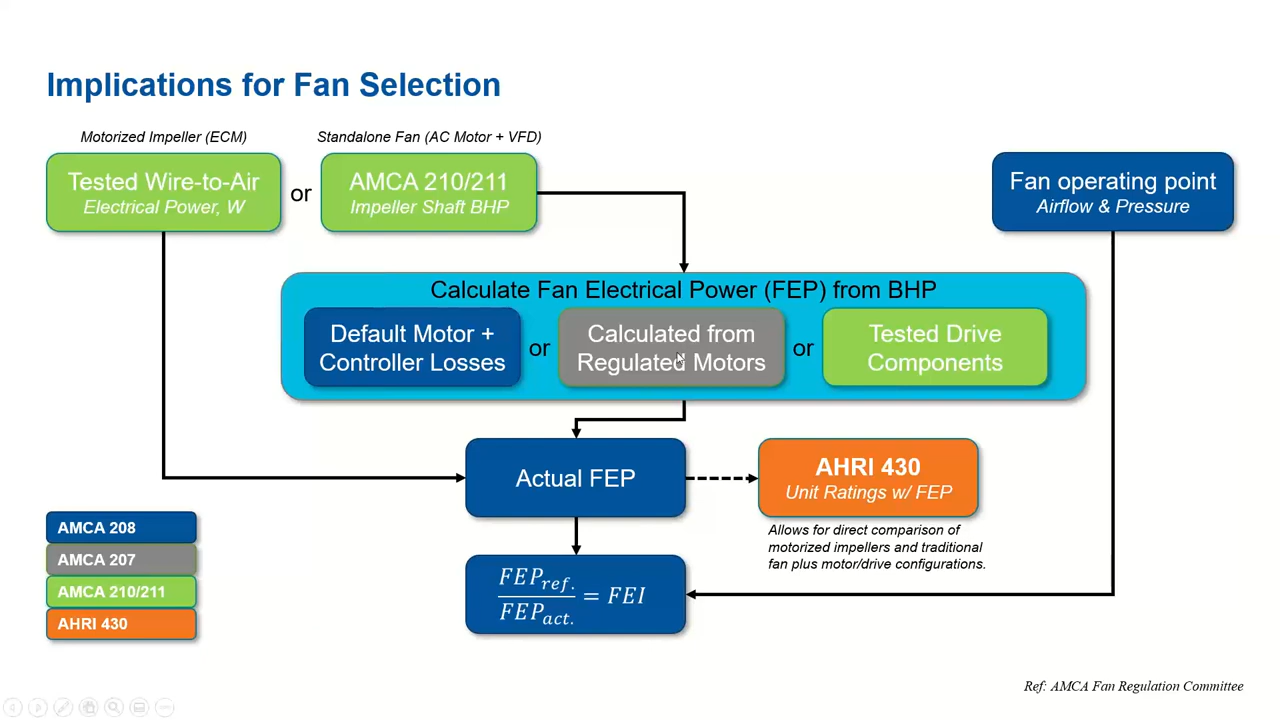 Implications for Fan Selection
Motorized Impeller (ECM)
Standalone Fan (AC Motor + VFD)
Tested Wire-to-Air
Electrical Power, W
or
AMCA 210/211
Impeller Shaft BHP
Fan operating point
Airflow & Pressure
Calculate Fan Electrical Power (FEP) from BHP
Default Motor +
Controller Losses
or
Calculated from
Regulated Motors
or
Tested Drive
Components
Actual FEP
AHRI 430
Unit Ratings w/ FEP
Allows for direct comparison of
motorized impellers and traditional
fan plus motor/drive configurations.
AMCA 208
AMCA 207
AMCA 210/211
AHRI 430
FEP_ref.
FEP_act.
= FEI
Ref: AMCA Fan Regulation Committee